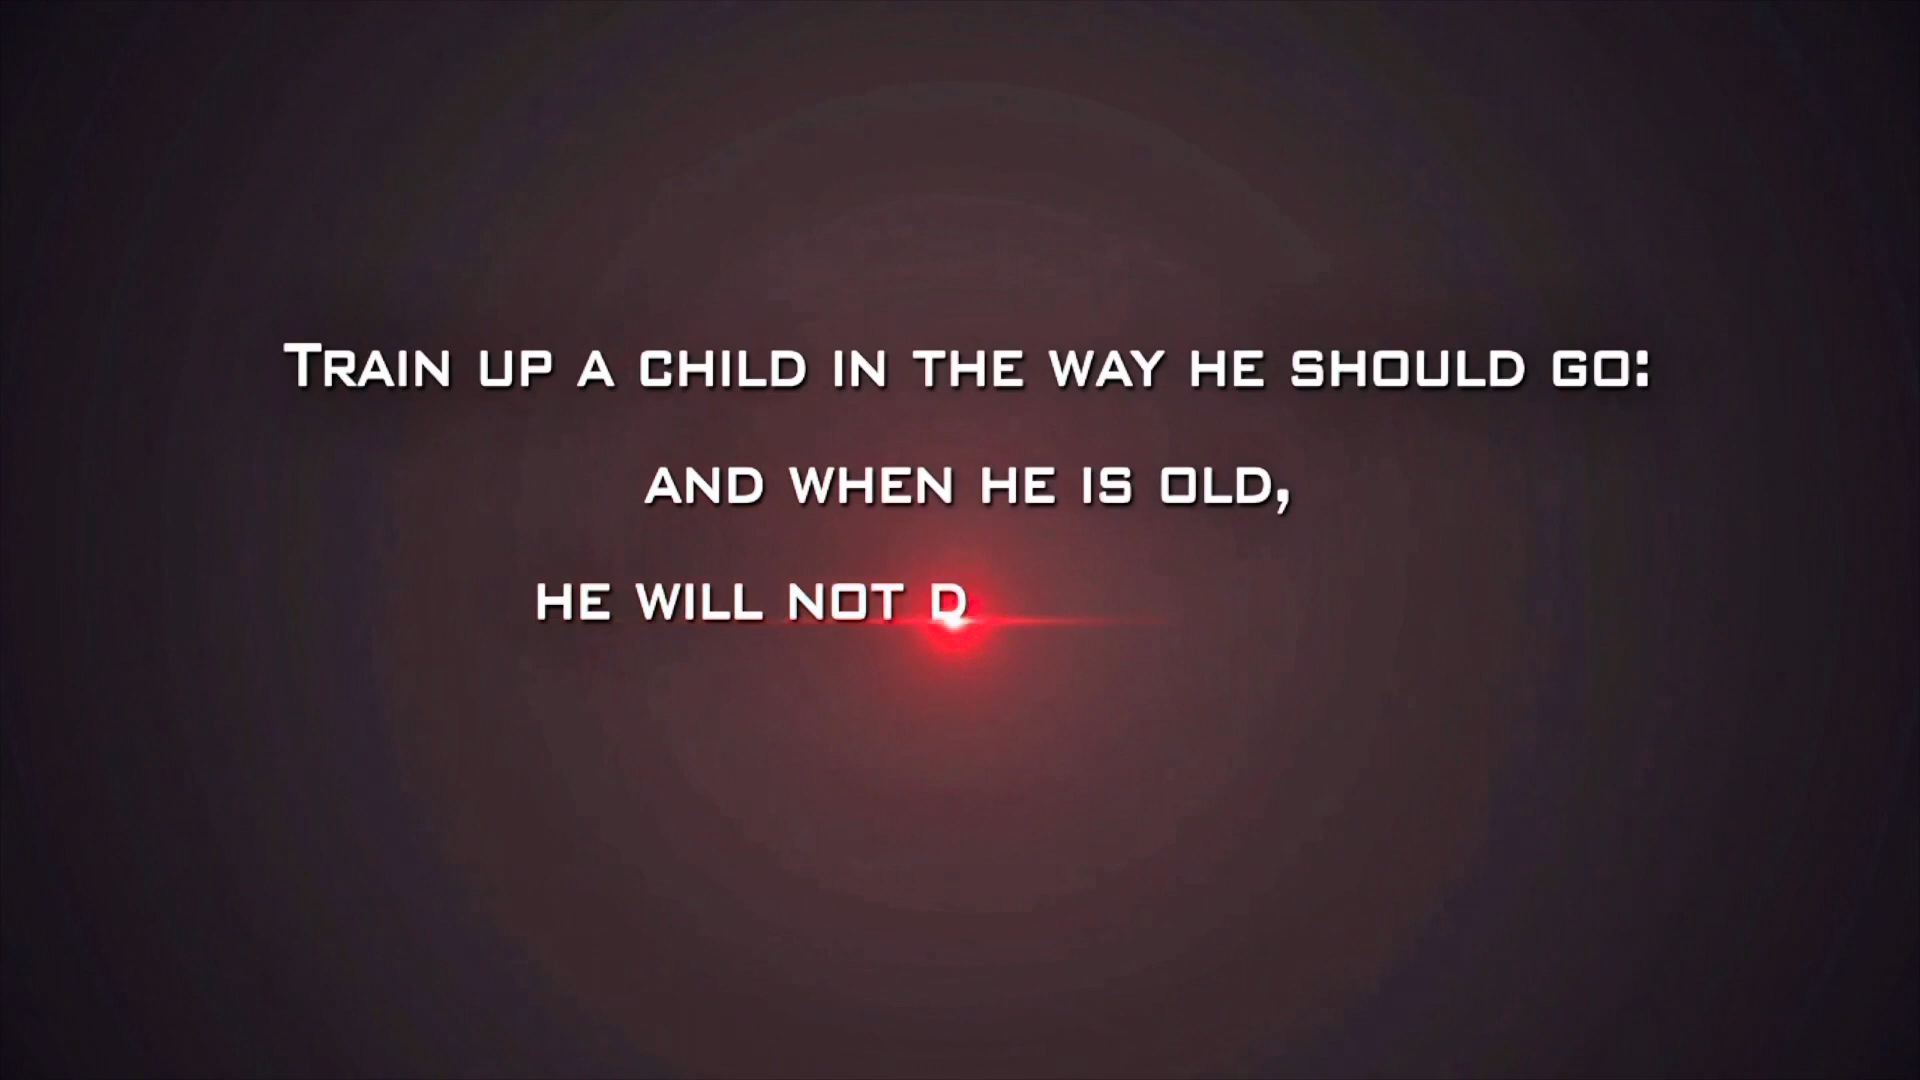 Train up a child in the way he should go:
and when he is old,
he will not d